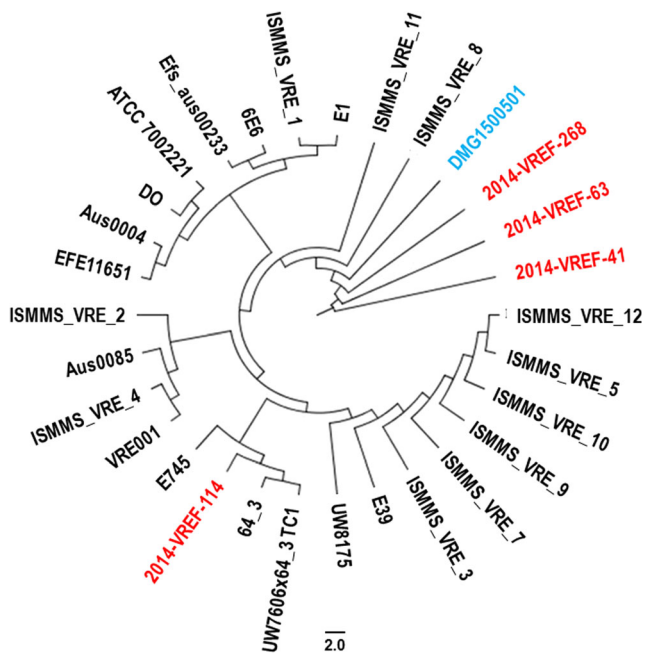 ISMMS_VRE_11
ISMMS_VRE_8
DMG1500501
2014-VREF-268
2014-VREF-63
2014-VREF-41
ISMMS_VRE_12
ISMMS_VRE_5
ISMMS_VRE_10
ISMMS_VRE_9
ISMMS_VRE_7
ISMMS_VRE_3
E39
UW8175
UW7606x64_3 TC1
64_3
2014-VREF-114
E745
VRE001
ISMMS_VRE_4
Aus0085
ISMMS_VRE_2
EFE11651
Aus0004
DO
ATCC 7002221
Efs_aus00233
6E6
ISMMS_VRE_1
E1
2.0